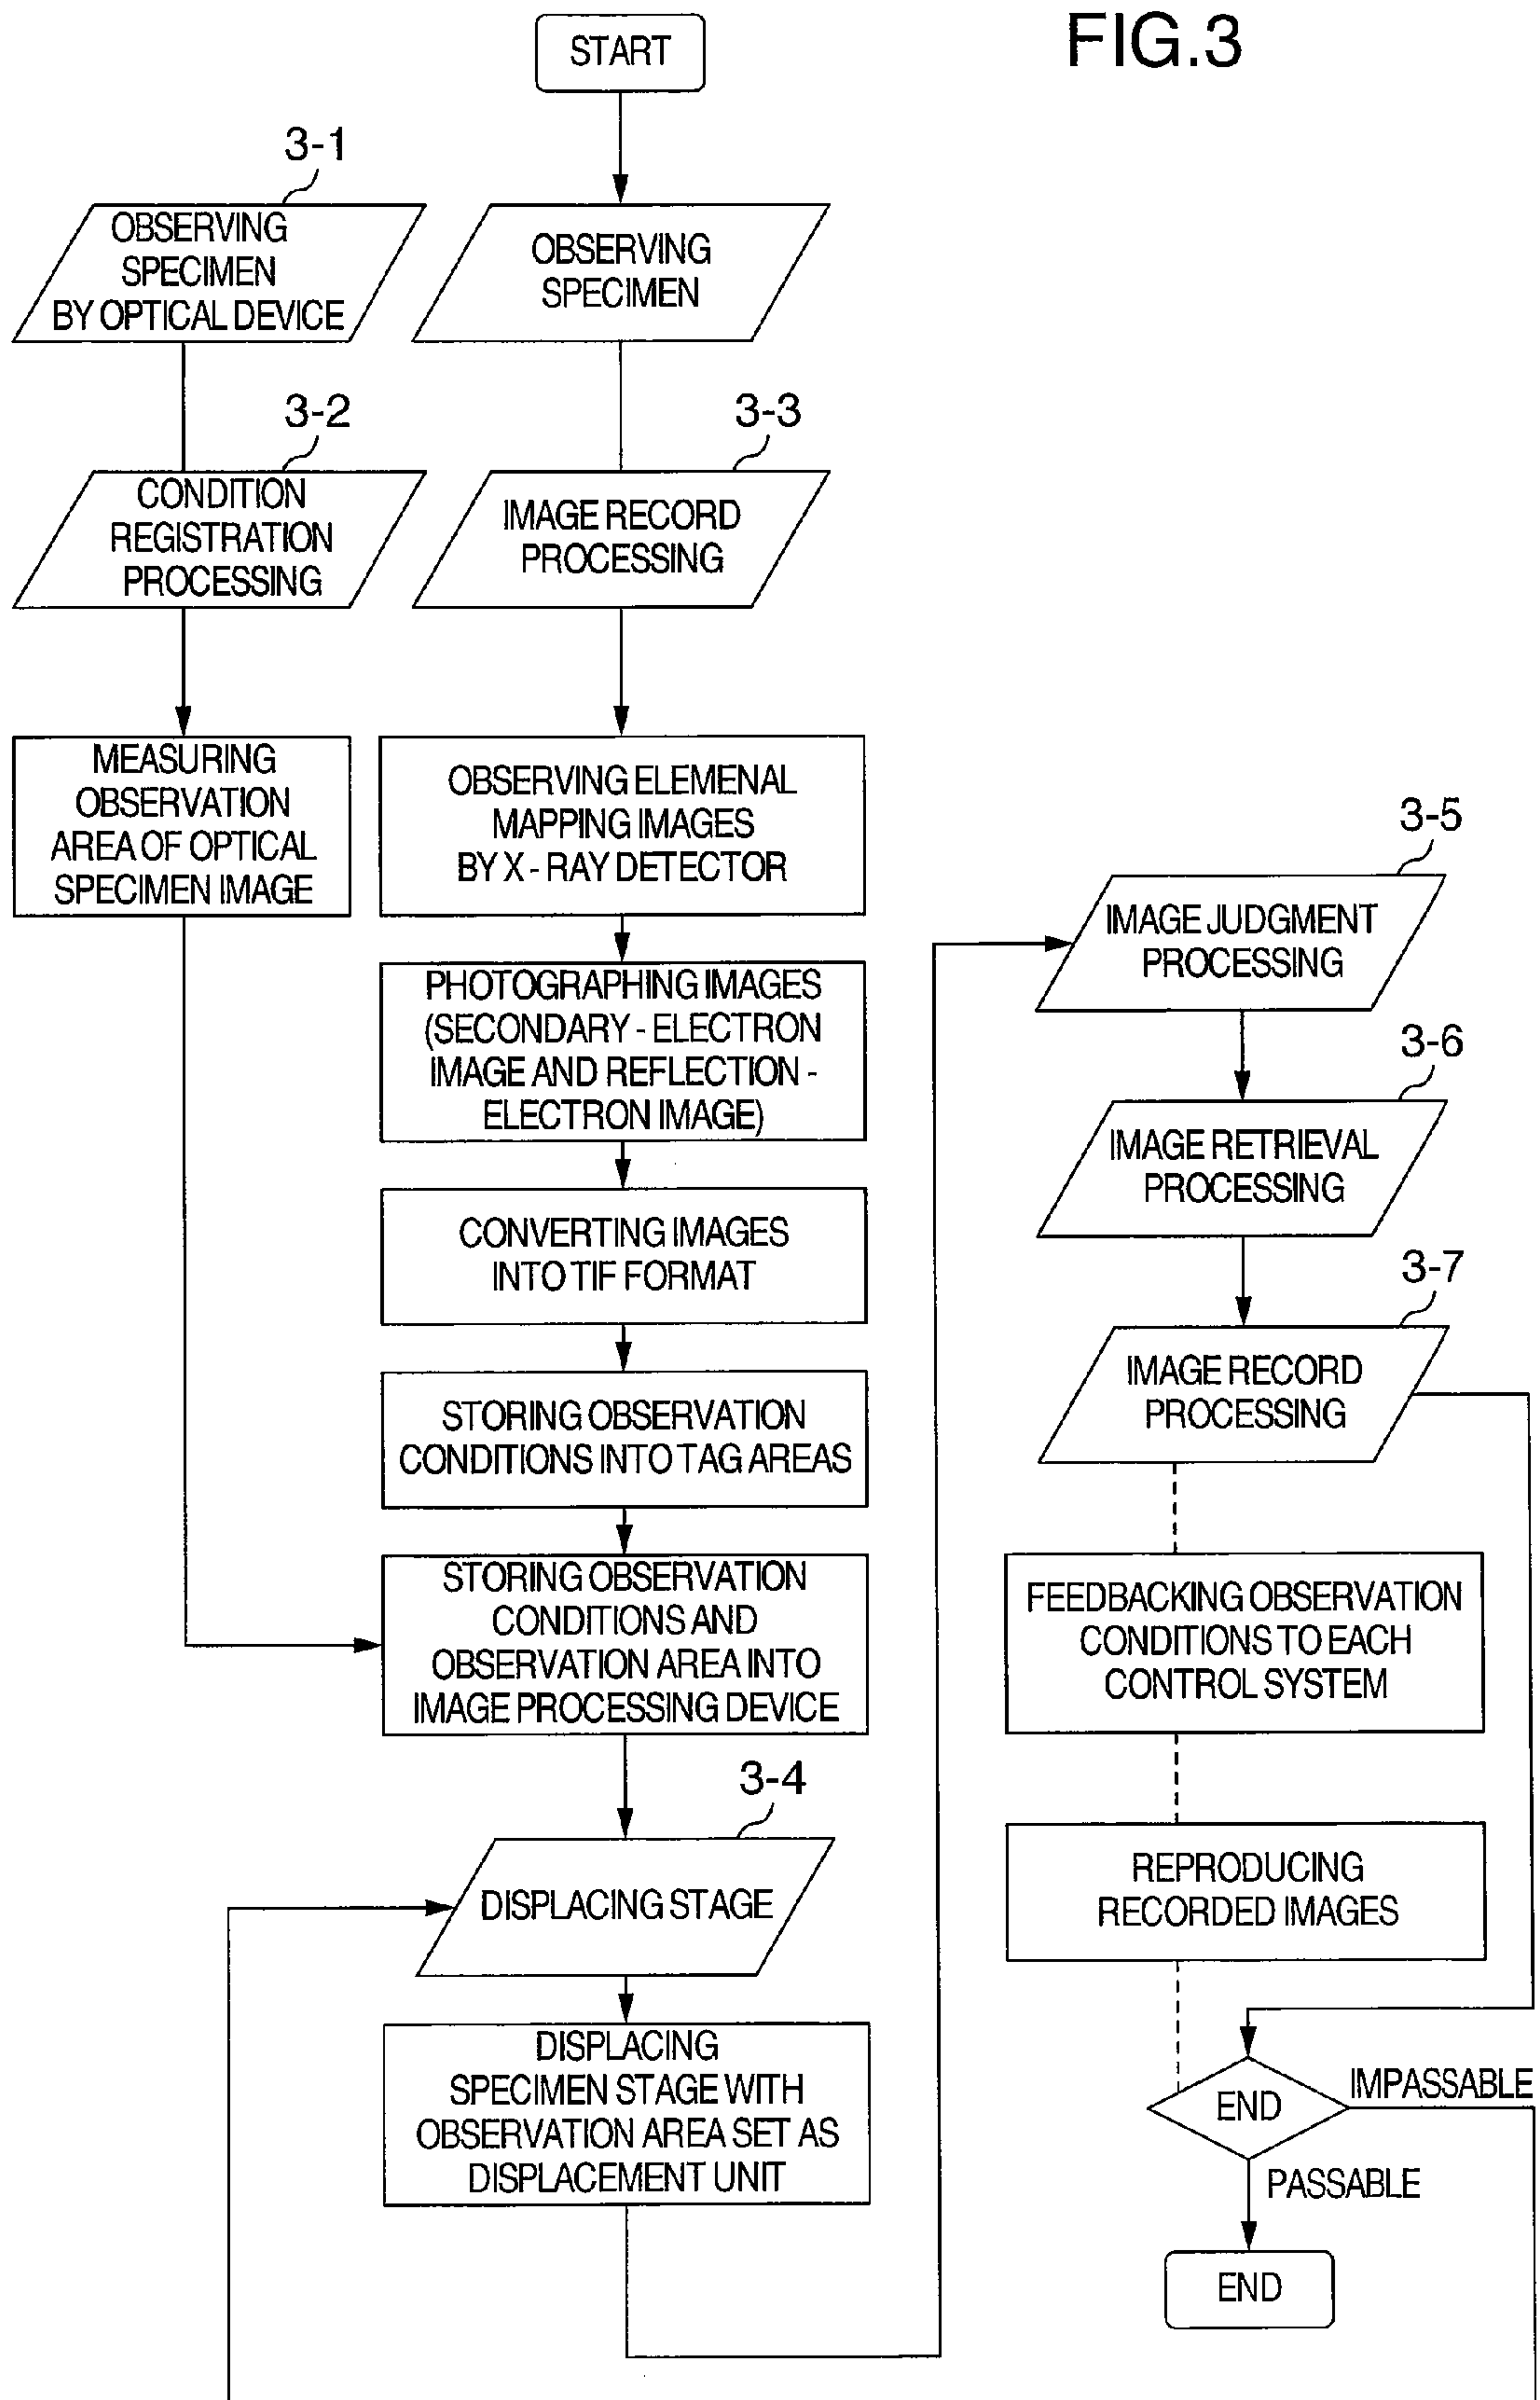 FIG.3
START
3-1
OBSERVING
SPECIMEN
BY OPTICAL DEVICE
OBSERVING
SPECIMEN
3-2
CONDITION
REGISTRATION
PROCESSING
3-3
IMAGE RECORD
PROCESSING
MEASURING
OBSERVATION
AREA OF OPTICAL
SPECIMEN IMAGE
OBSERVING ELEMENAL
MAPPING IMAGES
BY X - RAY DETECTOR
PHOTOGRAPHING IMAGES
(SECONDARY - ELECTRON
IMAGE AND REFLECTION -
ELECTRON IMAGE)
CONVERTING IMAGES
INTO TIF FORMAT
STORING OBSERVATION
CONDITIONS INTO TAG AREAS
STORING OBSERVATION
CONDITIONS AND
OBSERVATION AREA INTO
IMAGE PROCESSING DEVICE
3-4
DISPLACING STAGE
DISPLACING
SPECIMEN STAGE WITH
OBSERVATION AREA SET AS
DISPLACEMENT UNIT
3-5
IMAGE JUDGMENT
PROCESSING
3-6
IMAGE RETRIEVAL
PROCESSING
3-7
IMAGE RECORD
PROCESSING
FEEDBACKING OBSERVATION
CONDITIONS TO EACH
CONTROL SYSTEM
REPRODUCING
RECORDED IMAGES
END
IMPASSABLE
PASSABLE
END